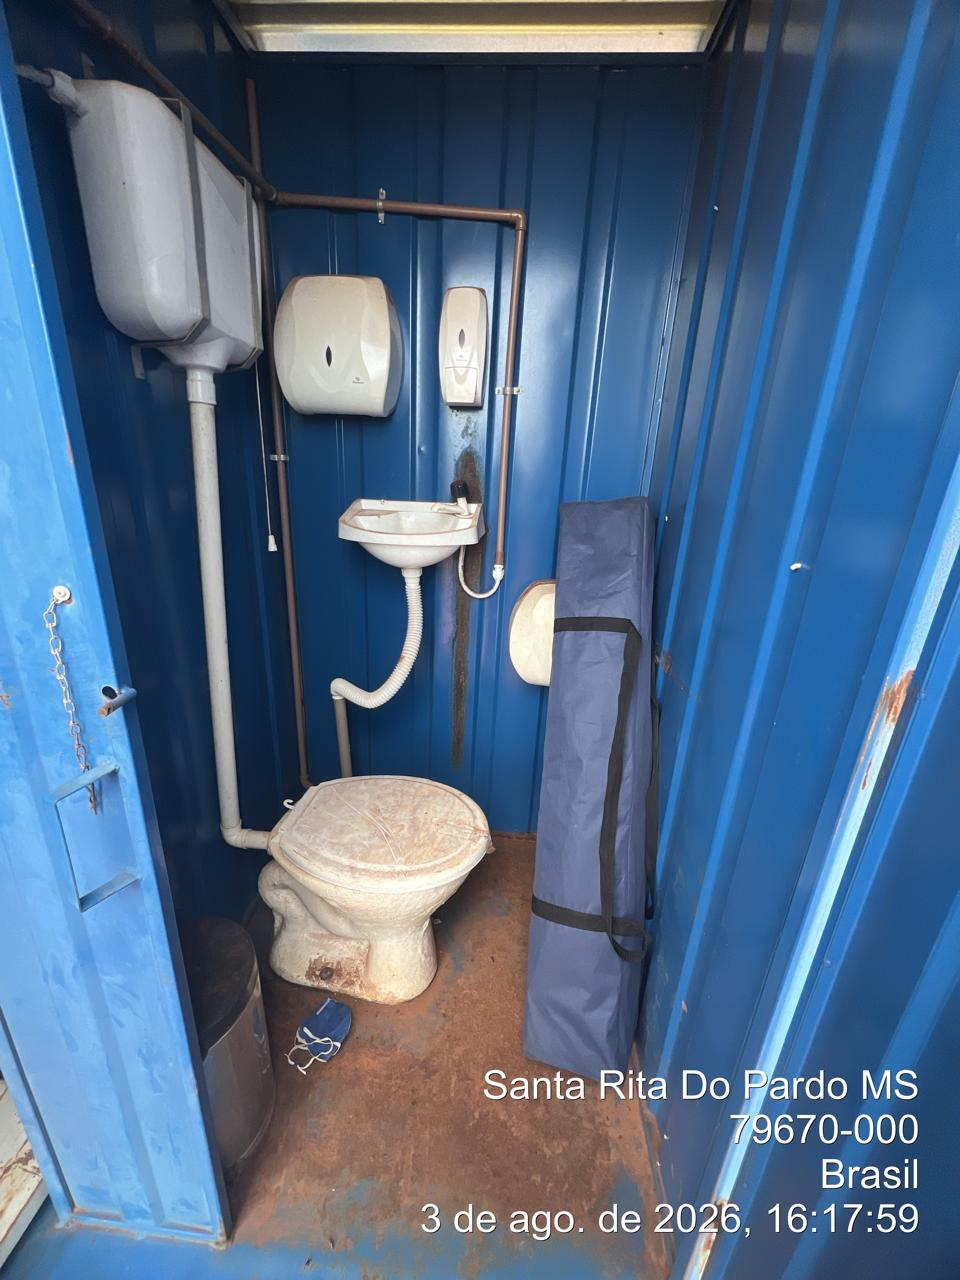 Santa Rita Do Pardo MS
79670-000
Brasil
3 de ago. de 2026, 16:17:59